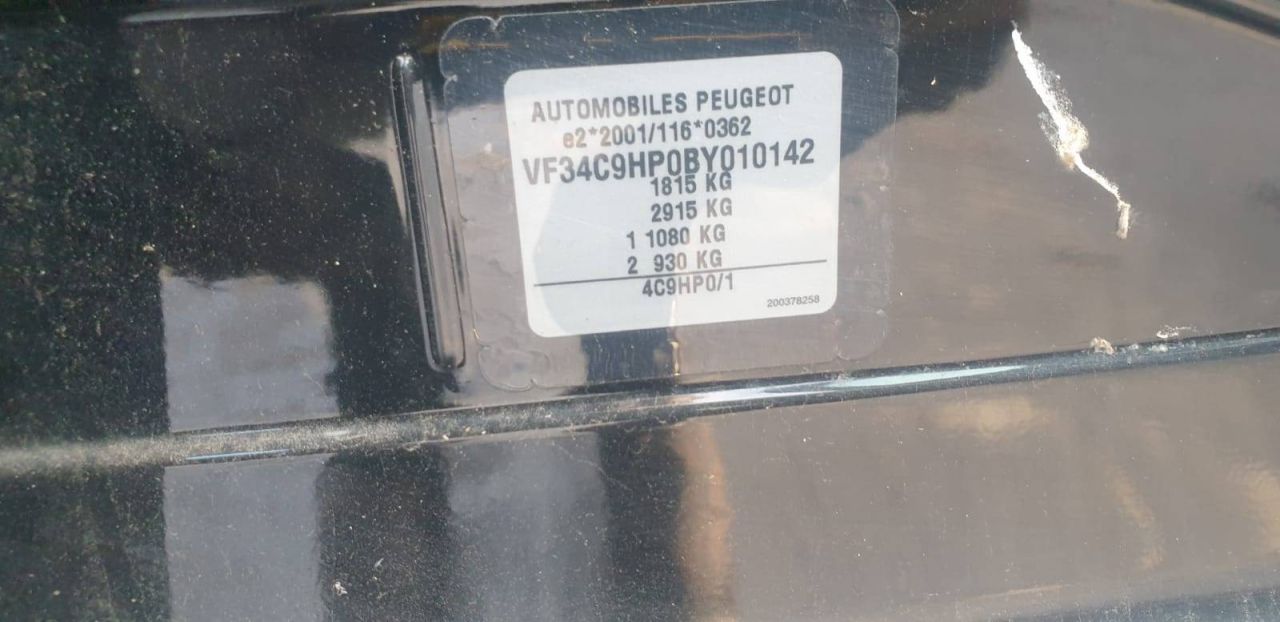 AUTOMOBILES PEUGEOT
e2*2001/116*0362
VF34C9HP0BY010142
1815 KG
2915 KG
1 1080 KG
2 930 KG
4C9HP0/1
200378258